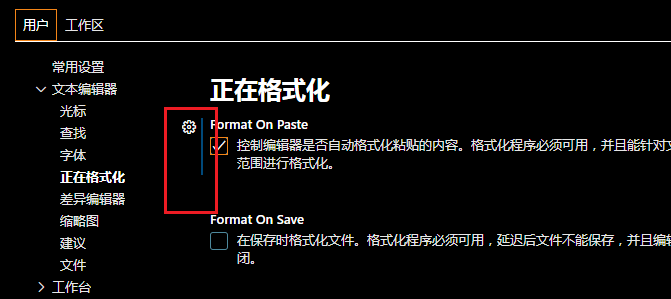 用户 工作区
常用设置
文本编辑器
光标
查找
字体
正在格式化
差异编辑器
缩略图
建议
文件
工作台
正在格式化
Format On Paste
控制编辑器是否自动格式化粘贴的内容。格式化程序必须可用，并且能针对文
范围进行格式化。
Format On Save
在保存时格式化文件。格式化程序必须可用，延迟后文件不能保存，并且编辑
闭。